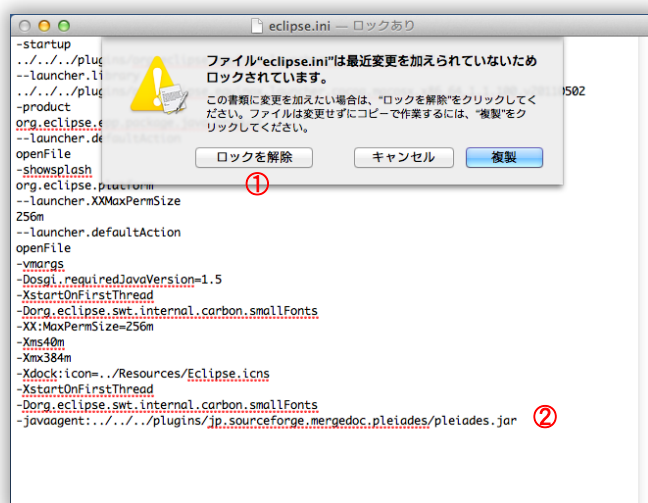 eclipse.ini — ロックあり
-startup
../../../plug
--launcher.li
../../../plug 10502
-product
org.eclipse.e
--launcher.defaultAction
openFile
-showsplash
org.eclipse.platform
--launcher.XXMaxPermSize
256m
--launcher.defaultAction
openFile
-vmargs
-Dosgi.requiredJavaVersion=1.5
-XstartOnFirstThread
-Dorg.eclipse.swt.internal.carbon.smallFonts
-XX:MaxPermSize=256m
-Xms40m
-Xmx384m
-Xdock:icon=../Resources/Eclipse.icns
-XstartOnFirstThread
-Dorg.eclipse.swt.internal.carbon.smallFonts
-javaagent:../../../plugins/jp.sourceforge.mergedoc.pleiades/pleiades.jar ②
ファイル“eclipse.ini”は最近変更を加えられていないため
ロックされています。
この書類に変更を加えたい場合は、“ロックを解除”をクリックしてく
ださい。ファイルは変更せずにコピーで作業するには、“複製”をク
リックしてください。
ロックを解除 キャンセル 複製
①